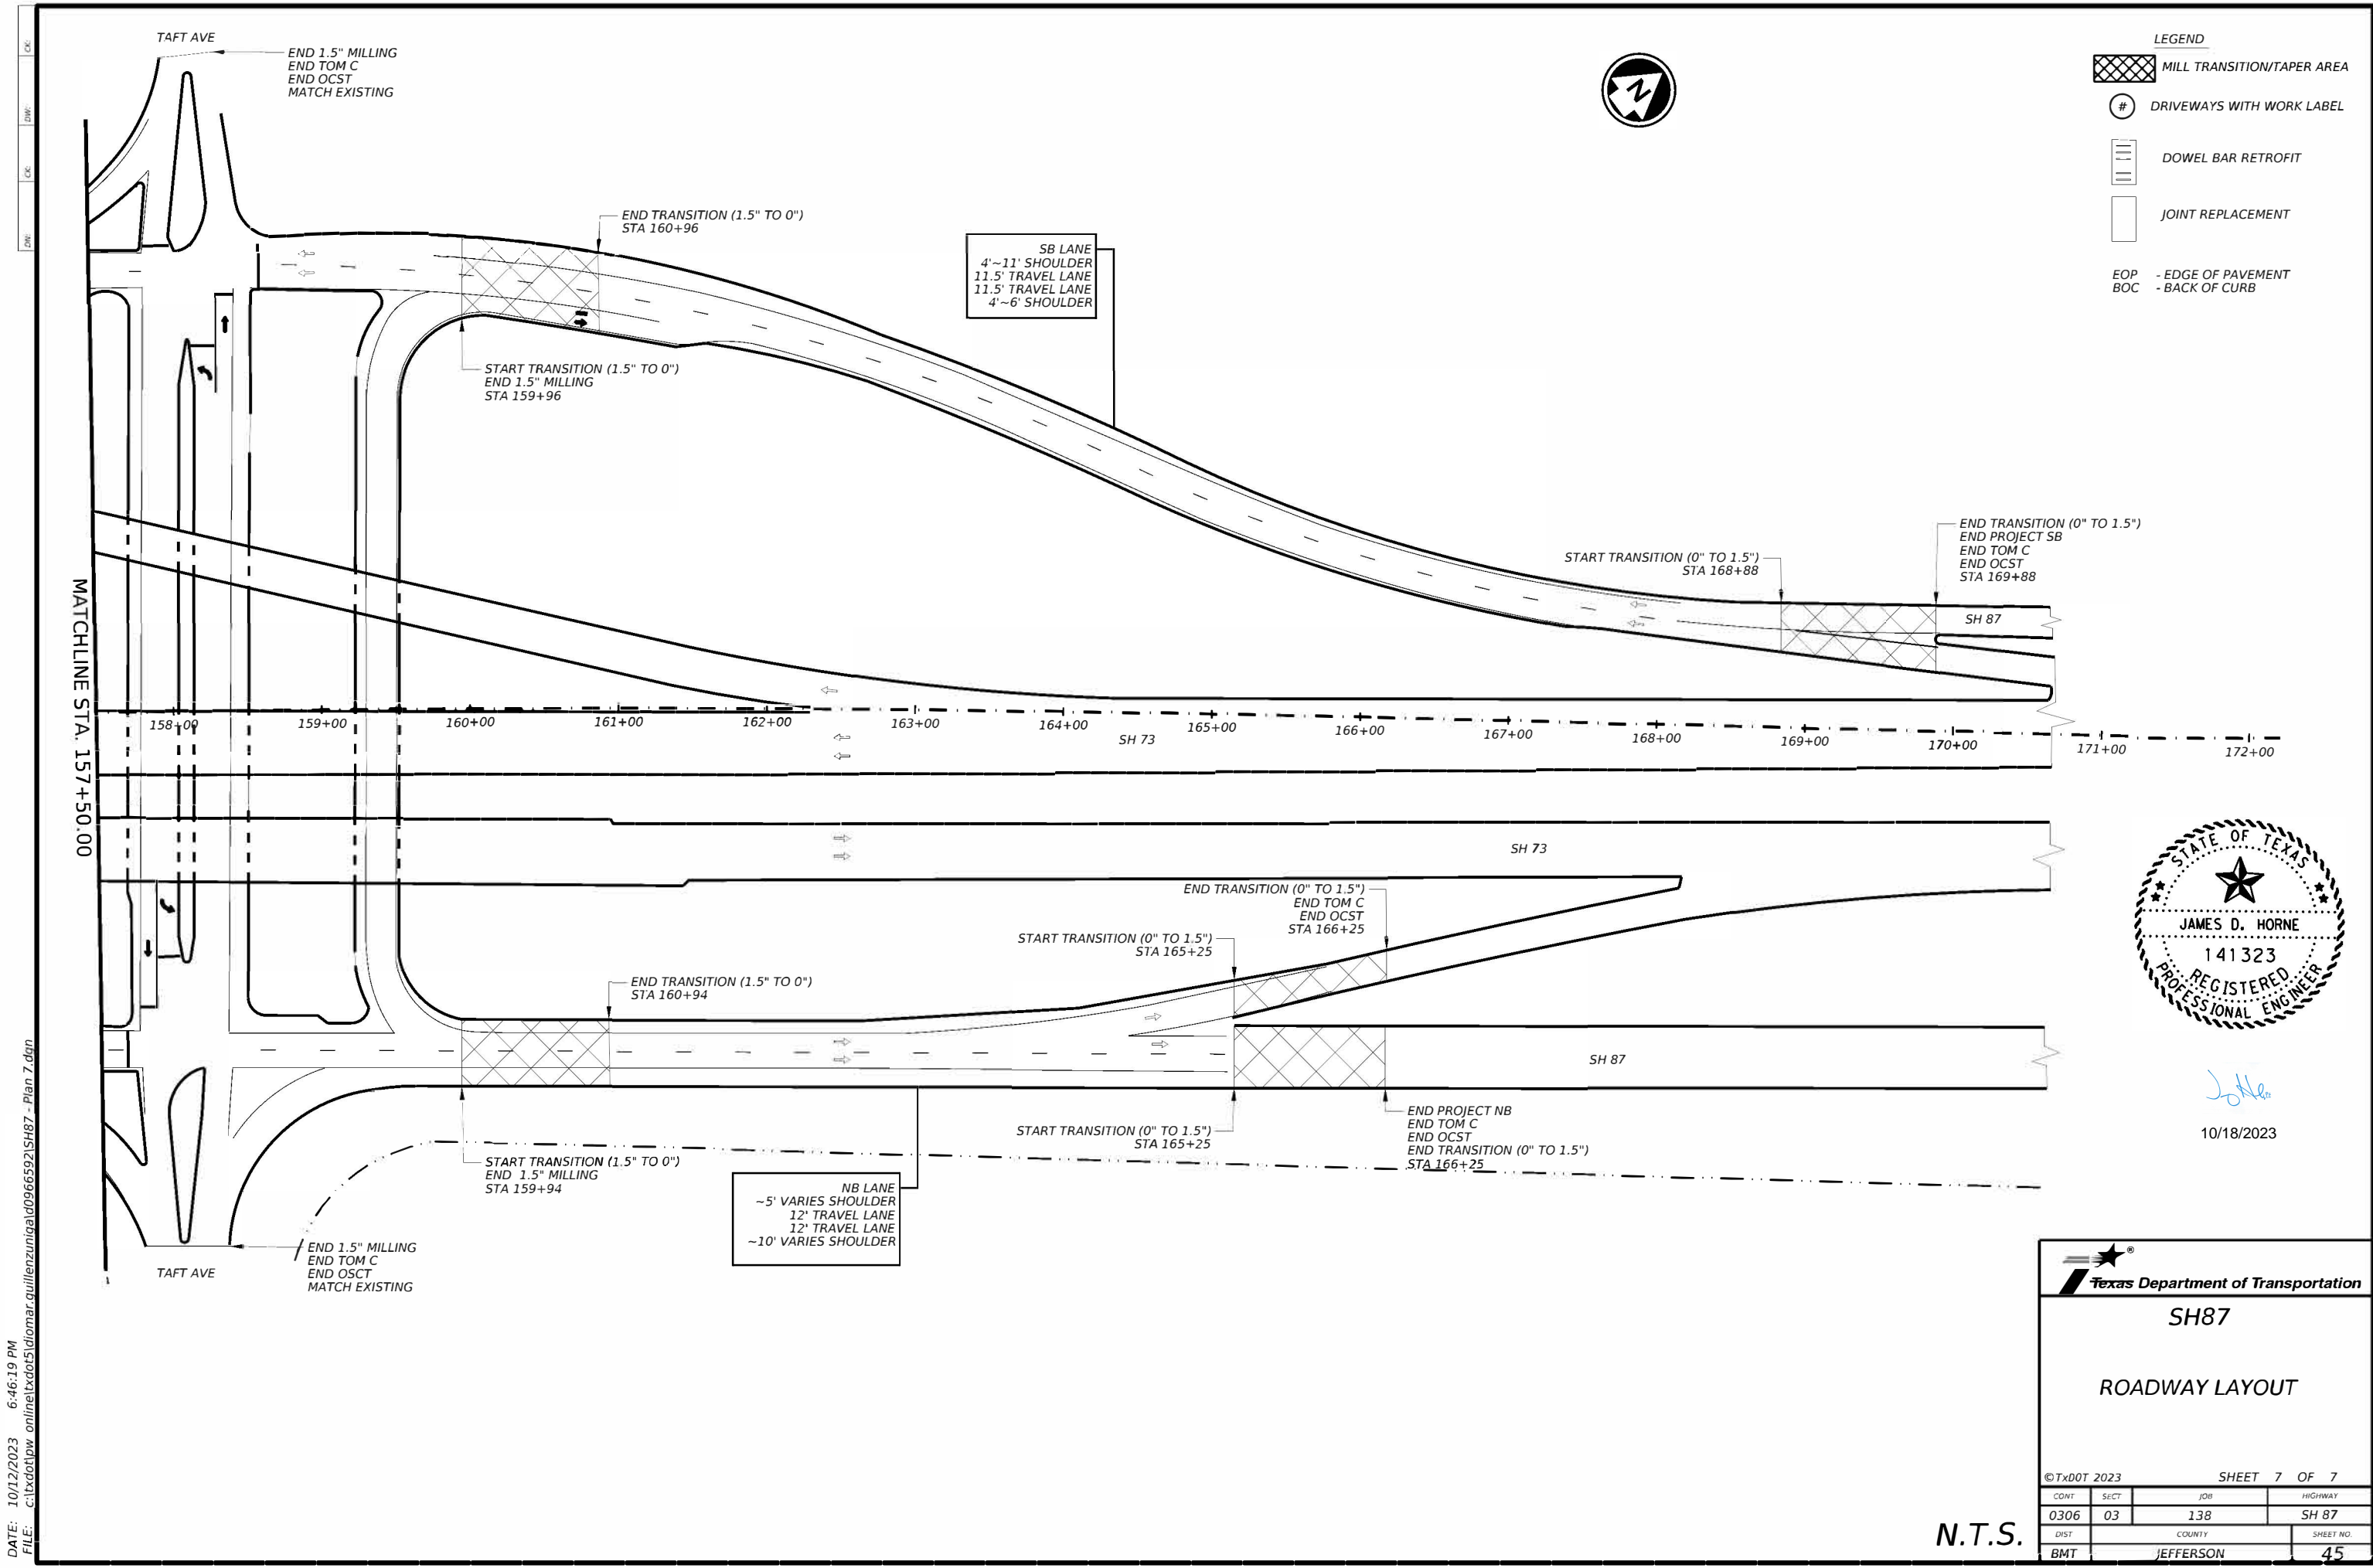 TAFT AVE
END 1.5" MILLING
END TOM C
END OCST
MATCH EXISTING
END TRANSITION (1.5" TO 0")
STA 160+96
START TRANSITION (1.5" TO 0")
END 1.5" MILLING
STA 159+96
SB LANE
4'~11' SHOULDER
11.5' TRAVEL LANE
11.5' TRAVEL LANE
4'~6' SHOULDER
N
LEGEND
MILL TRANSITION/TAPER AREA
# DRIVEWAYS WITH WORK LABEL
DOWEL BAR RETROFIT
JOINT REPLACEMENT
EOP - EDGE OF PAVEMENT
BOC - BACK OF CURB
START TRANSITION (0" TO 1.5")
STA 168+88
END TRANSITION (0" TO 1.5")
END PROJECT SB
END TOM C
END OCST
STA 169+88
SH 87
MATCHLINE STA. 157+50.00
158+00 159+00 160+00 161+00 162+00 163+00 164+00 165+00 166+00 167+00 168+00 169+00 170+00 171+00 172+00
SH 73
SH 73
END TRANSITION (0" TO 1.5")
END TOM C
END OCST
STA 166+25
START TRANSITION (0" TO 1.5")
STA 165+25
END TRANSITION (1.5" TO 0")
STA 160+94
SH 87
START TRANSITION (0" TO 1.5")
STA 165+25
END PROJECT NB
END TOM C
END OCST
END TRANSITION (0" TO 1.5")
STA 166+25
START TRANSITION (1.5" TO 0")
END 1.5" MILLING
STA 159+94
NB LANE
~5' VARIES SHOULDER
12' TRAVEL LANE
12' TRAVEL LANE
~10' VARIES SHOULDER
END 1.5" MILLING
END TOM C
END OSCT
MATCH EXISTING
TAFT AVE
STATE OF TEXAS
JAMES D. HORNE
141323
REGISTERED
PROFESSIONAL ENGINEER
10/18/2023
®
Texas Department of Transportation
SH87
ROADWAY LAYOUT
©TxDOT 2023 SHEET 7 OF 7
CONT SECT JOB HIGHWAY
0306 03 138 SH 87
DIST COUNTY SHEET NO.
BMT JEFFERSON 45
N.T.S.
CK:
DW:
CK:
DN:
DATE: 10/12/2023 6:46:19 PM
FILE: c:\txdot\pw_online\txdot5\diomar.guillenzuniga\d0966592\SH87 - Plan 7.dgn